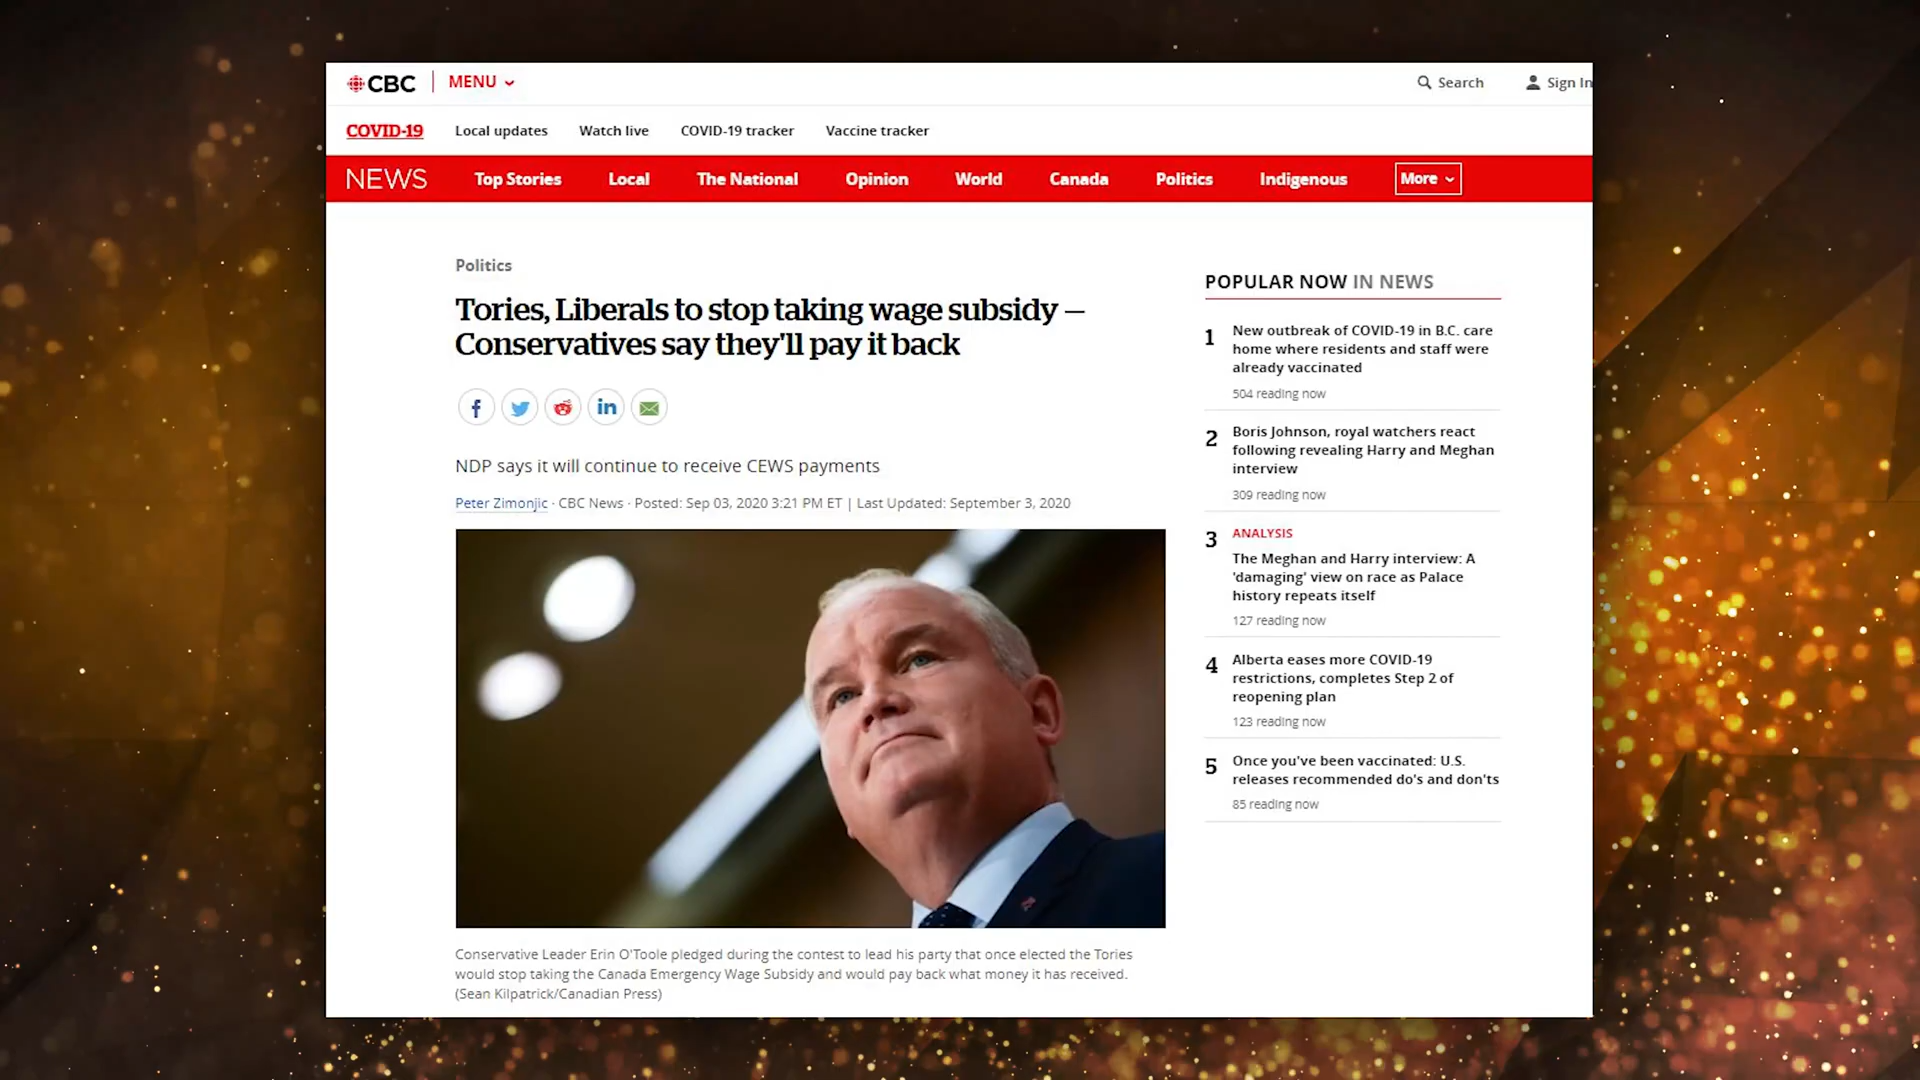 CBC MENU Search Sign In
COVID-19 Local updates Watch live COVID-19 tracker Vaccine tracker
NEWS Top Stories Local The National Opinion World Canada Politics Indigenous More
Politics
Tories, Liberals to stop taking wage subsidy —
Conservatives say they'll pay it back
NDP says it will continue to receive CEWS payments
Peter Zimonjic · CBC News · Posted: Sep 03, 2020 3:21 PM ET | Last Updated: September 3, 2020
Conservative Leader Erin O'Toole pledged during the contest to lead his party that once elected the Tories
would stop taking the Canada Emergency Wage Subsidy and would pay back what money it has received.
(Sean Kilpatrick/Canadian Press)
POPULAR NOW IN NEWS
1 New outbreak of COVID-19 in B.C. care
home where residents and staff were
already vaccinated
504 reading now
2 Boris Johnson, royal watchers react
following revealing Harry and Meghan
interview
309 reading now
3 ANALYSIS
The Meghan and Harry interview: A
'damaging' view on race as Palace
history repeats itself
127 reading now
4 Alberta eases more COVID-19
restrictions, completes Step 2 of
reopening plan
123 reading now
5 Once you've been vaccinated: U.S.
releases recommended do's and don'ts
85 reading now